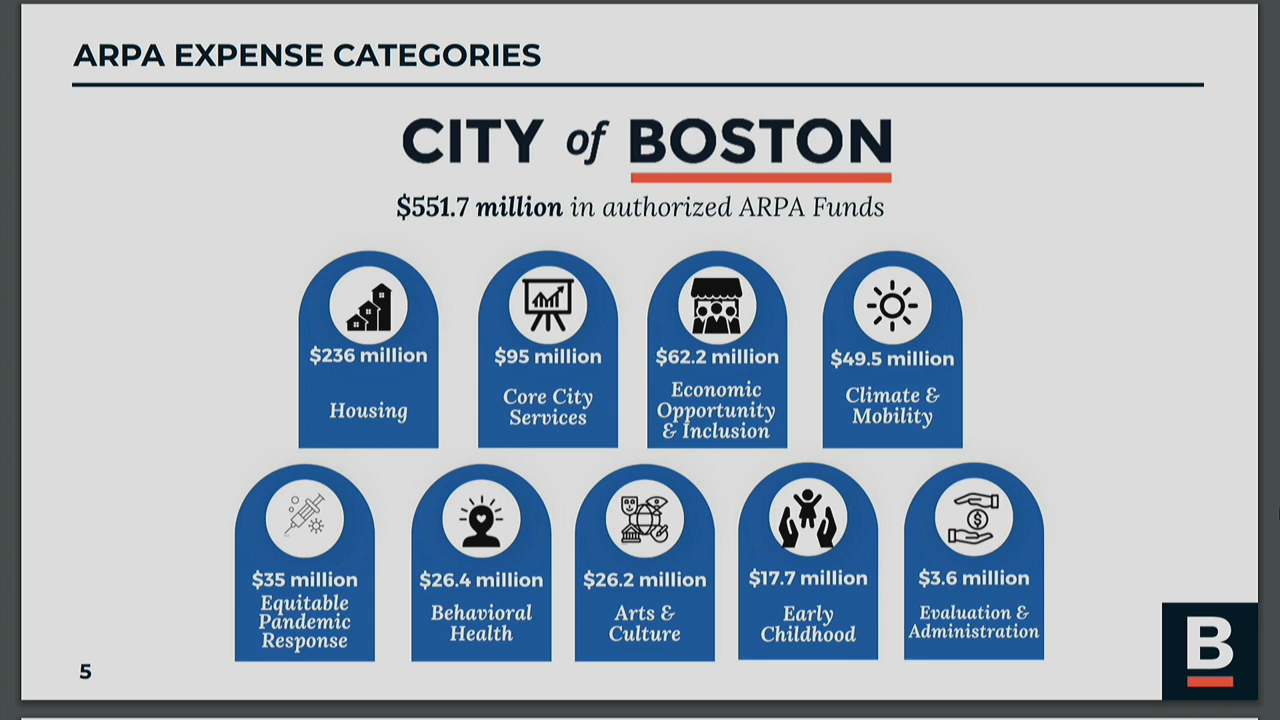 ARPA EXPENSE CATEGORIES
CITY of BOSTON
$551.7 million in authorized ARPA Funds
$236 million
Housing
$95 million
Core City
Services
$62.2 million
Economic
Opportunity
& Inclusion
$49.5 million
Climate &
Mobility
$35 million
Equitable
Pandemic
Response
$26.4 million
Behavioral
Health
$26.2 million
Arts &
Culture
$17.7 million
Early
Childhood
$3.6 million
Evaluation &
Administration
5
B